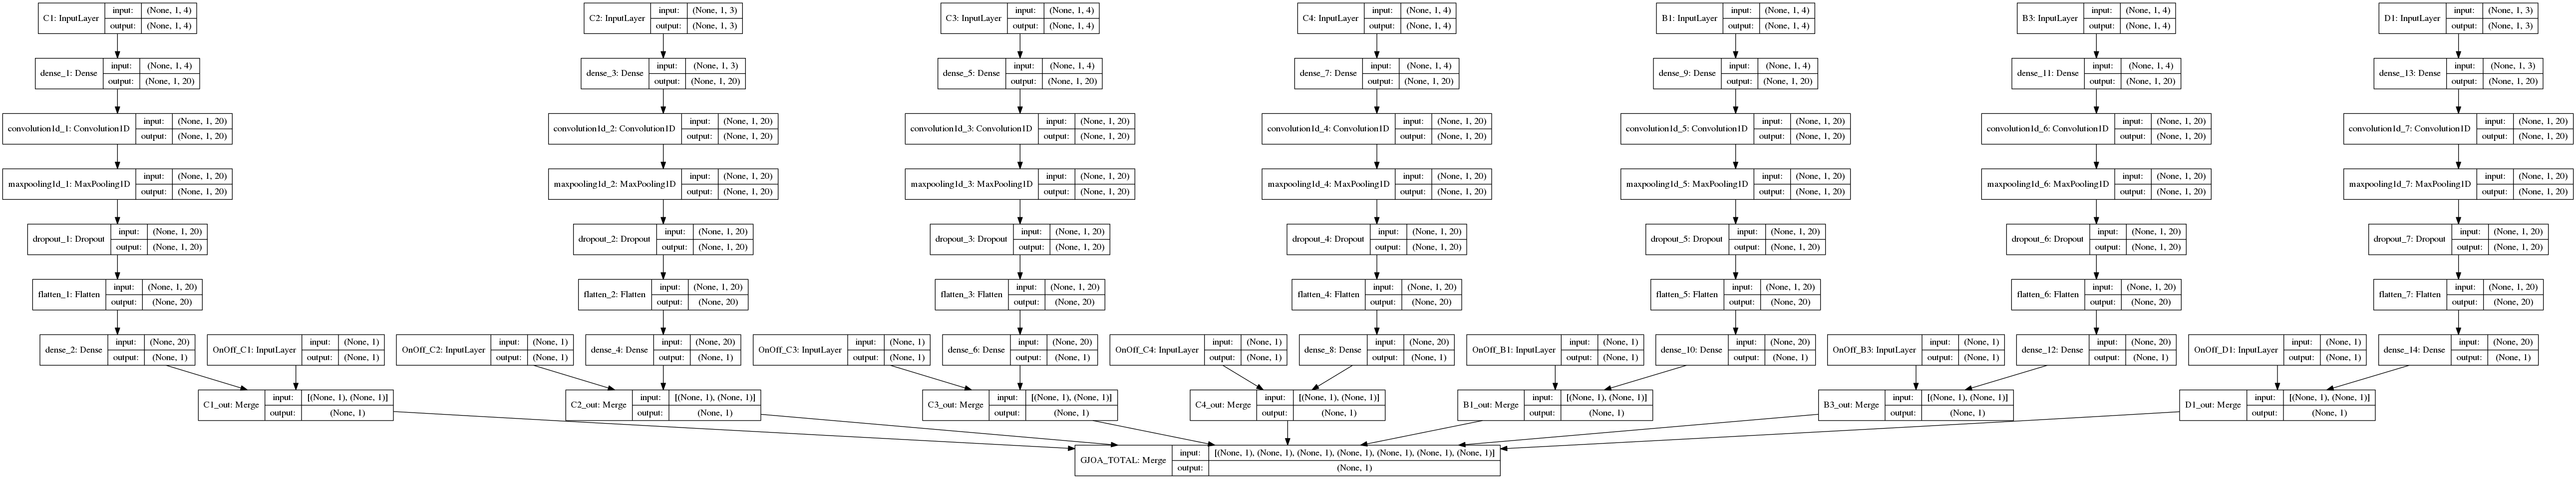 C1: InputLayer input: (None, 1, 4) output: (None, 1, 4)
C2: InputLayer input: (None, 1, 3) output: (None, 1, 3)
C3: InputLayer input: (None, 1, 4) output: (None, 1, 4)
C4: InputLayer input: (None, 1, 4) output: (None, 1, 4)
B1: InputLayer input: (None, 1, 4) output: (None, 1, 4)
B3: InputLayer input: (None, 1, 4) output: (None, 1, 4)
D1: InputLayer input: (None, 1, 3) output: (None, 1, 3)
dense_1: Dense input: (None, 1, 4) output: (None, 1, 20)
dense_3: Dense input: (None, 1, 3) output: (None, 1, 20)
dense_5: Dense input: (None, 1, 4) output: (None, 1, 20)
dense_7: Dense input: (None, 1, 4) output: (None, 1, 20)
dense_9: Dense input: (None, 1, 4) output: (None, 1, 20)
dense_11: Dense input: (None, 1, 4) output: (None, 1, 20)
dense_13: Dense input: (None, 1, 3) output: (None, 1, 20)
convolution1d_1: Convolution1D input: (None, 1, 20) output: (None, 1, 20)
convolution1d_2: Convolution1D input: (None, 1, 20) output: (None, 1, 20)
convolution1d_3: Convolution1D input: (None, 1, 20) output: (None, 1, 20)
convolution1d_4: Convolution1D input: (None, 1, 20) output: (None, 1, 20)
convolution1d_5: Convolution1D input: (None, 1, 20) output: (None, 1, 20)
convolution1d_6: Convolution1D input: (None, 1, 20) output: (None, 1, 20)
convolution1d_7: Convolution1D input: (None, 1, 20) output: (None, 1, 20)
maxpooling1d_1: MaxPooling1D input: (None, 1, 20) output: (None, 1, 20)
maxpooling1d_2: MaxPooling1D input: (None, 1, 20) output: (None, 1, 20)
maxpooling1d_3: MaxPooling1D input: (None, 1, 20) output: (None, 1, 20)
maxpooling1d_4: MaxPooling1D input: (None, 1, 20) output: (None, 1, 20)
maxpooling1d_5: MaxPooling1D input: (None, 1, 20) output: (None, 1, 20)
maxpooling1d_6: MaxPooling1D input: (None, 1, 20) output: (None, 1, 20)
maxpooling1d_7: MaxPooling1D input: (None, 1, 20) output: (None, 1, 20)
dropout_1: Dropout input: (None, 1, 20) output: (None, 1, 20)
dropout_2: Dropout input: (None, 1, 20) output: (None, 1, 20)
dropout_3: Dropout input: (None, 1, 20) output: (None, 1, 20)
dropout_4: Dropout input: (None, 1, 20) output: (None, 1, 20)
dropout_5: Dropout input: (None, 1, 20) output: (None, 1, 20)
dropout_6: Dropout input: (None, 1, 20) output: (None, 1, 20)
dropout_7: Dropout input: (None, 1, 20) output: (None, 1, 20)
flatten_1: Flatten input: (None, 1, 20) output: (None, 20)
flatten_2: Flatten input: (None, 1, 20) output: (None, 20)
flatten_3: Flatten input: (None, 1, 20) output: (None, 20)
flatten_4: Flatten input: (None, 1, 20) output: (None, 20)
flatten_5: Flatten input: (None, 1, 20) output: (None, 20)
flatten_6: Flatten input: (None, 1, 20) output: (None, 20)
flatten_7: Flatten input: (None, 1, 20) output: (None, 20)
dense_2: Dense input: (None, 20) output: (None, 1)
OnOff_C1: InputLayer input: (None, 1) output: (None, 1)
OnOff_C2: InputLayer input: (None, 1) output: (None, 1)
dense_4: Dense input: (None, 20) output: (None, 1)
OnOff_C3: InputLayer input: (None, 1) output: (None, 1)
dense_6: Dense input: (None, 20) output: (None, 1)
OnOff_C4: InputLayer input: (None, 1) output: (None, 1)
dense_8: Dense input: (None, 20) output: (None, 1)
OnOff_B1: InputLayer input: (None, 1) output: (None, 1)
dense_10: Dense input: (None, 20) output: (None, 1)
OnOff_B3: InputLayer input: (None, 1) output: (None, 1)
dense_12: Dense input: (None, 20) output: (None, 1)
OnOff_D1: InputLayer input: (None, 1) output: (None, 1)
dense_14: Dense input: (None, 20) output: (None, 1)
C1_out: Merge input: [(None, 1), (None, 1)] output: (None, 1)
C2_out: Merge input: [(None, 1), (None, 1)] output: (None, 1)
C3_out: Merge input: [(None, 1), (None, 1)] output: (None, 1)
C4_out: Merge input: [(None, 1), (None, 1)] output: (None, 1)
B1_out: Merge input: [(None, 1), (None, 1)] output: (None, 1)
B3_out: Merge input: [(None, 1), (None, 1)] output: (None, 1)
D1_out: Merge input: [(None, 1), (None, 1)] output: (None, 1)
GJOA_TOTAL: Merge input: [(None, 1), (None, 1), (None, 1), (None, 1), (None, 1), (None, 1), (None, 1)] output: (None, 1)